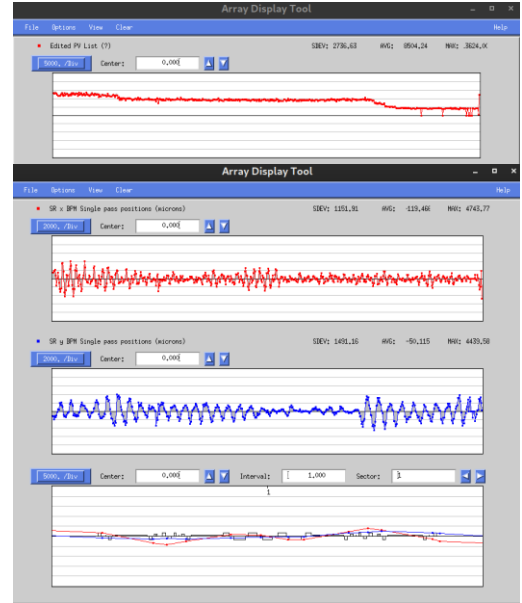 Array Display Tool
File Options View Clear Help
Edited PV List (?) SDEV: 2736,63 AVG: 8504,24 MAX:
5000, /Div Center: 0,000
Array Display Tool
File Options View Clear Help
SR x BPM Single pass positions (microns) SDEV: 1151,91 AVG: -119,46 MAX: 4743,77
2000, /Div Center: 0,000
SR y BPM Single pass positions (microns) SDEV: 1491,16 AVG: -50,115 MAX: 4439,58
2000, /Div Center: 0,000
5000, /Div Center: 0,000 Interval: 1,000 Sector: 1
1